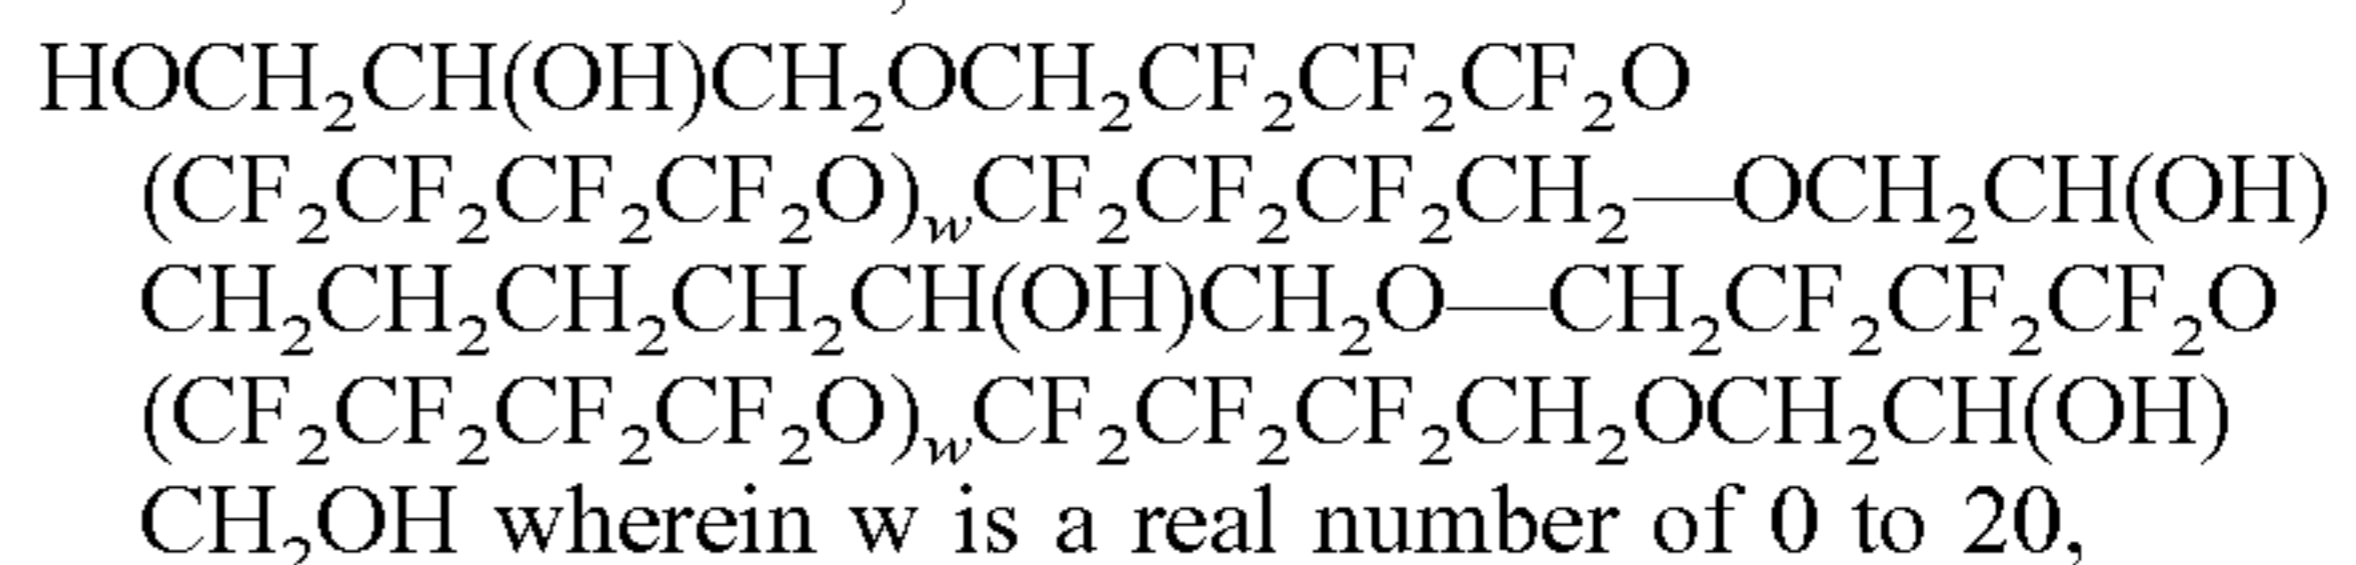 HOCH₂CH(OH)CH₂OCH₂CF₂CF₂CF₂O
(CF₂CF₂CF₂CF₂O)wCF₂CF₂CF₂CH₂—OCH₂CH(OH)
CH₂CH₂CH₂CH₂CH(OH)CH₂O—CH₂CF₂CF₂CF₂O
(CF₂CF₂CF₂CF₂O)wCF₂CF₂CF₂CH₂OCH₂CH(OH)
CH₂OH wherein w is a real number of 0 to 20,